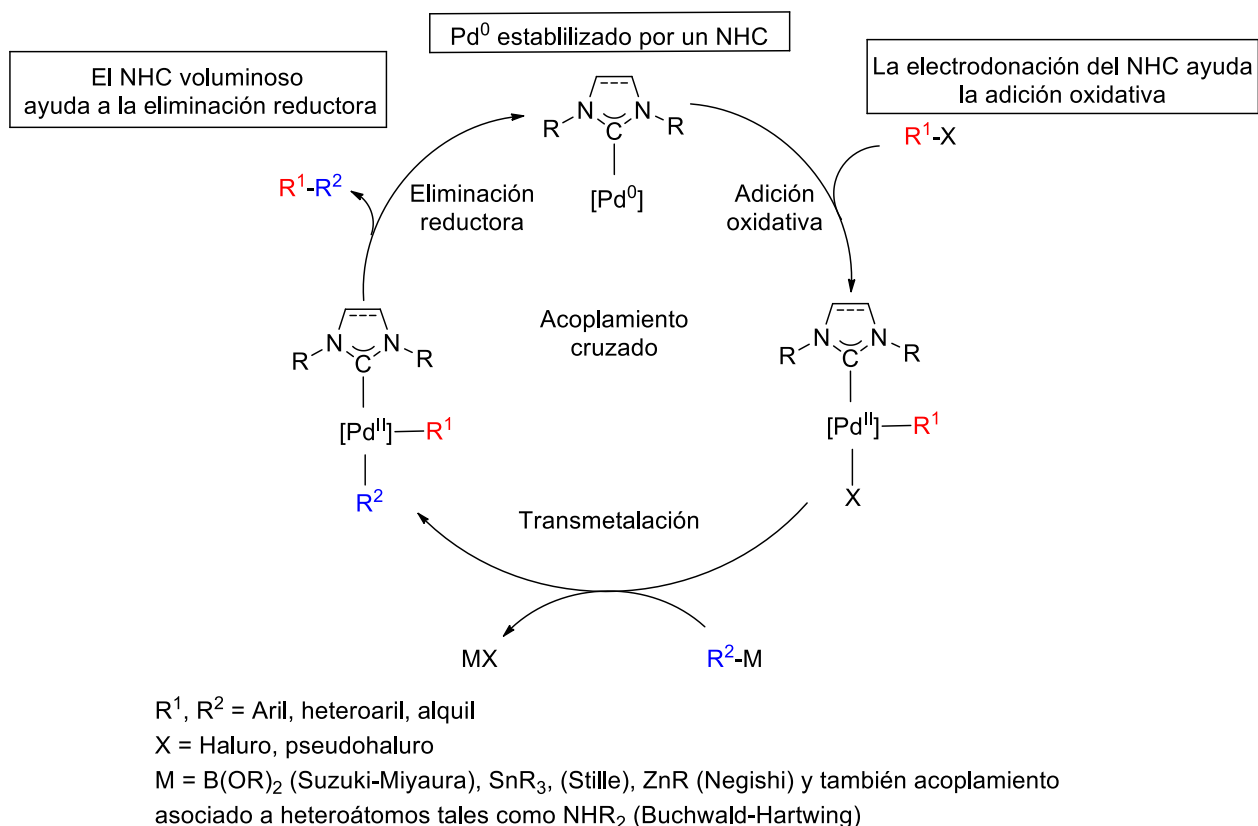 Pd⁰ establilizado por un NHC
El NHC voluminoso
ayuda a la eliminación reductora
La electrodonación del NHC ayuda
la adición oxidativa
N N
R C R
[Pd⁰]
R¹-X
R¹-R²
Eliminación
reductora
Adición
oxidativa
Acoplamiento
cruzado
N N
R C R
[Pdᴵᴵ] R¹
R²
N N
R C R
[Pdᴵᴵ] R¹
X
Transmetalación
MX
R²-M
R¹, R² = Aril, heteroaril, alquil
X = Haluro, pseudohaluro
M = B(OR)₂ (Suzuki-Miyaura), SnR₃, (Stille), ZnR (Negishi) y también acoplamiento
asociado a heteroátomos tales como NHR₂ (Buchwald-Hartwing)